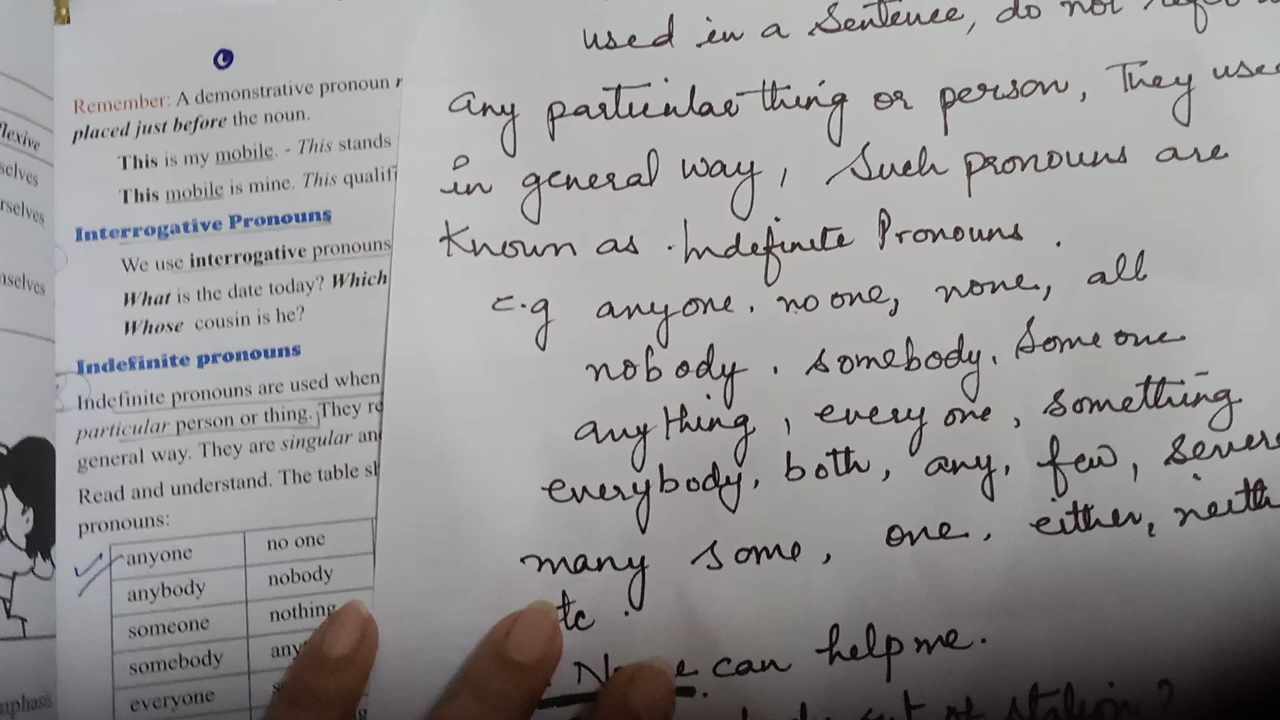 Remember: A demonstrative pronoun
placed just before the noun.
This is my mobile. - This stands
This mobile is mine. This
Interrogative Pronouns
We use interrogative pronouns
What is the date today? Which
Whose cousin is he?
Indefinite pronouns
Indefinite pronouns are used when
particular person or thing. They
general way. They are singular
Read and understand. The table
pronouns:
anyone no one
anybody nobody
someone nothing
somebody
everyone
used in a Sentence, do not
any particular thing or person, They
in general way, Such pronouns are
Known as Indefinite Pronouns.
e.g anyone, no one, none, all
nobody. somebody, Some one
anything, every one, something
everybody, both, any, few,
many some, one, either,
can help me.